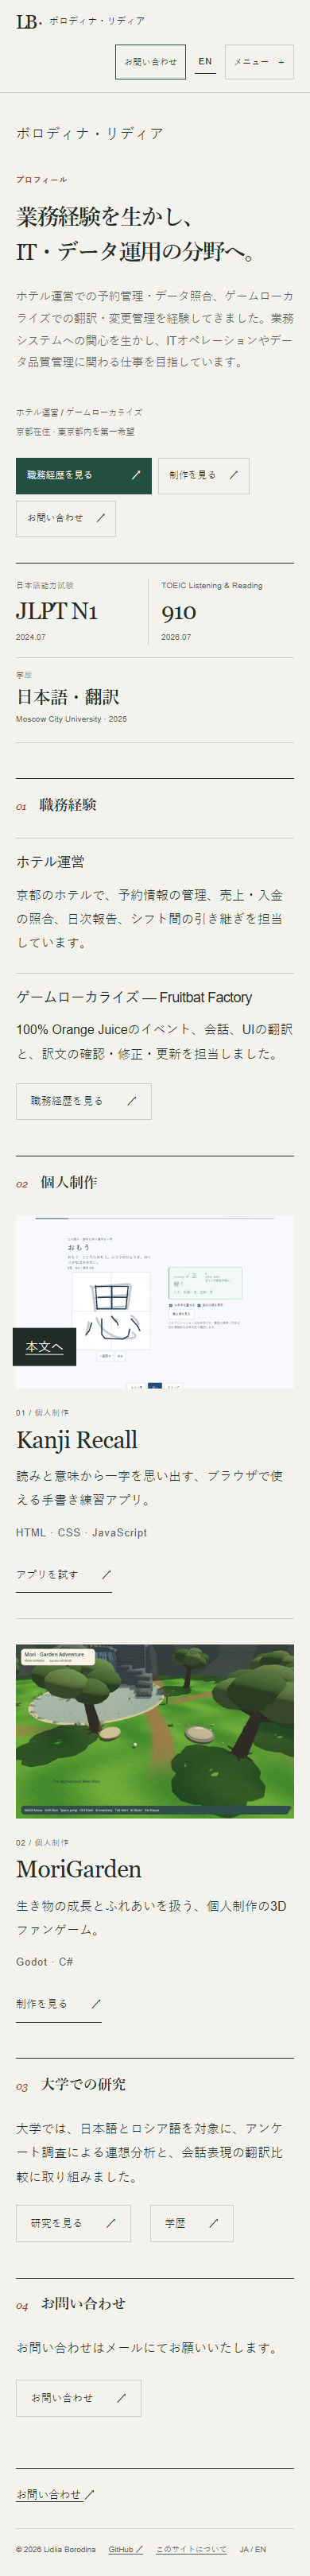 LB. ボロディナ・リディア
お問い合わせ EN メニュー +
ボロディナ・リディア
プロフィール
業務経験を生かし、
IT・データ運用の分野へ。
ホテル運営での予約管理・データ照合、ゲームローカ
ライズでの翻訳・変更管理を経験してきました。業務
システムへの関心を生かし、ITオペレーションやデー
タ品質管理に関わる仕事を目指しています。
ホテル運営 / ゲームローカライズ
京都在住 · 東京都内を第一希望
職務経歴を見る ↗ 制作を見る ↗
お問い合わせ ↗
日本語能力試験 TOEIC Listening & Reading
JLPT N1 910
2024.07 2026.07
学歴
日本語・翻訳
Moscow City University · 2025
01 職務経験
ホテル運営
京都のホテルで、予約情報の管理、売上・入金
の照合、日次報告、シフト間の引き継ぎを担当
しています。
ゲームローカライズ — Fruitbat Factory
100% Orange Juiceのイベント、会話、UIの翻訳
と、訳文の確認・修正・更新を担当しました。
職務経歴を見る
02 個人制作
おもう
本文へ
01 / 個人制作
Kanji Recall
読みと意味から一字を思い出す、ブラウザで使
える手書き練習アプリ。
HTML · CSS · JavaScript
アプリを試す
Mori · Garden Adventure
02 / 個人制作
MoriGarden
生き物の成長とふれあいを扱う、個人制作の3D
ファンゲーム。
Godot · C#
制作を見る
03 大学での研究
大学では、日本語とロシア語を対象に、アンケ
ート調査による連想分析と、会話表現の翻訳比
較に取り組みました。
研究を見る 学歴
04 お問い合わせ
お問い合わせはメールにてお願いいたします。
お問い合わせ
お問い合わせ
© 2026 Lidiia Borodina GitHub このサイトについて JA / EN